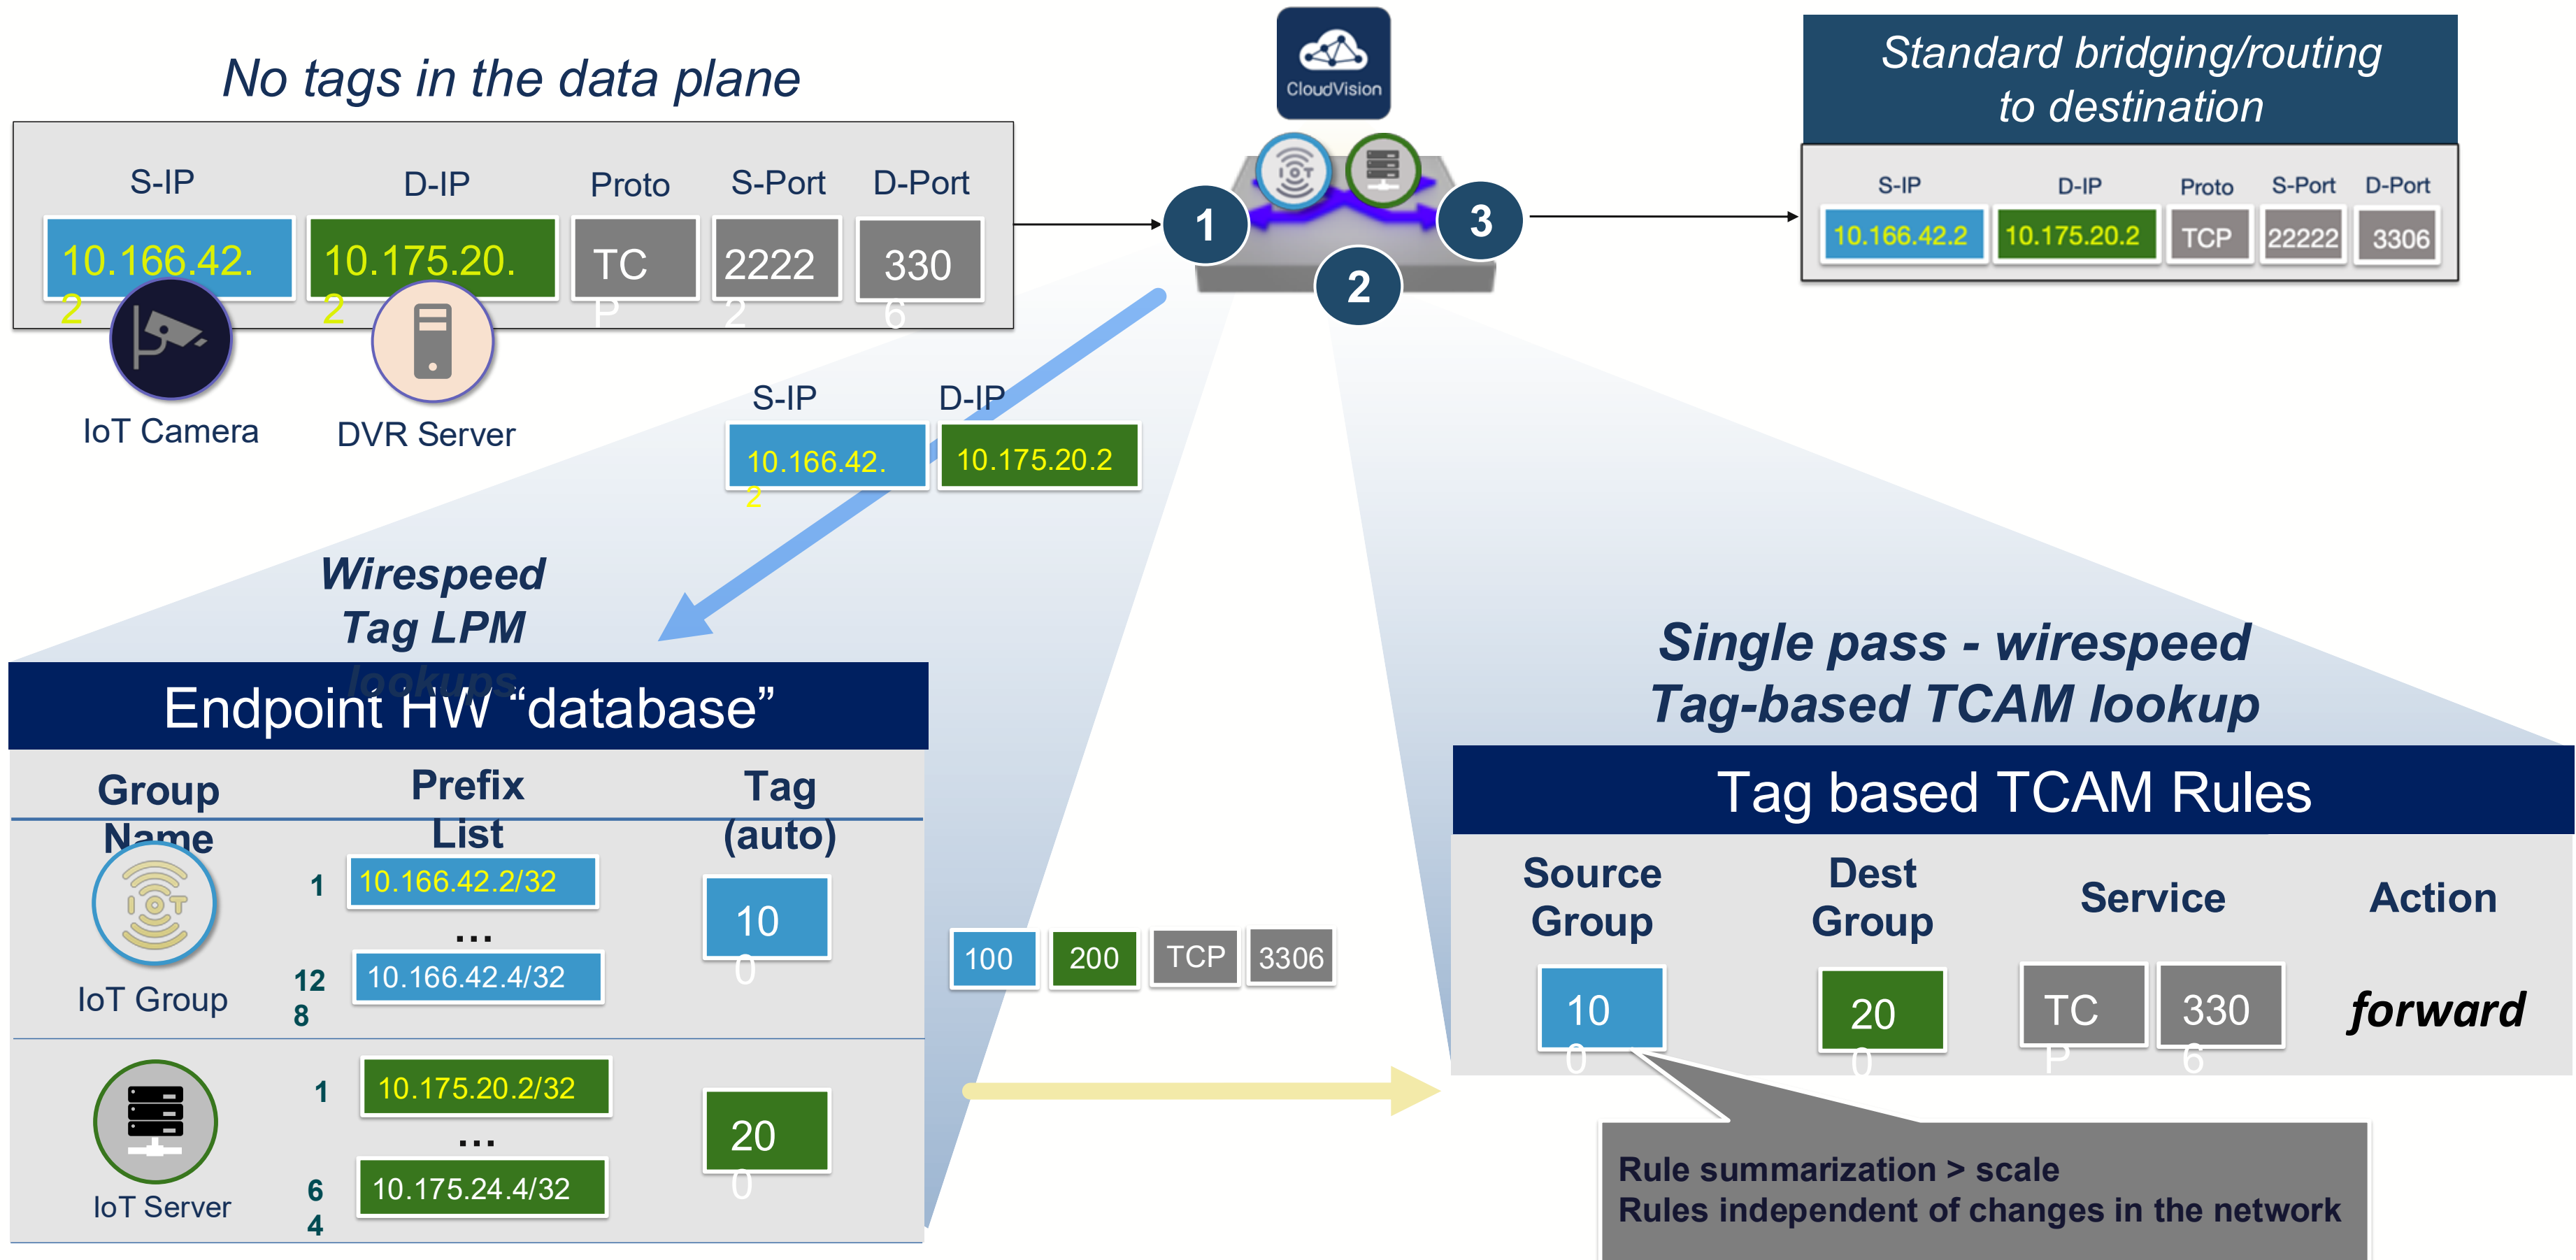 No tags in the data plane
S-IP
D-IP
Proto
S-Port
D-Port
10.166.42.
2
10.175.20.
2
TC
P
2222
2
330
6
IoT Camera
DVR Server
CloudVision
1
2
3
Standard bridging/routing
to destination
S-IP
D-IP
Proto
S-Port
D-Port
10.166.42.2
10.175.20.2
TCP
22222
3306
S-IP
D-IP
10.166.42.
2
10.175.20.2
Wirespeed
Tag LPM
lookups
Endpoint HW “database”
Group
Name
Prefix
List
Tag
(auto)
IoT
IoT Group
1
10.166.42.2/32
...
12
8
10.166.42.4/32
10
0
IoT Server
1
10.175.20.2/32
...
6
4
10.175.24.4/32
20
0
100
200
TCP
3306
Single pass - wirespeed
Tag-based TCAM lookup
Tag based TCAM Rules
Source
Group
Dest
Group
Service
Action
10
0
20
0
TC
P
330
6
forward
Rule summarization > scale
Rules independent of changes in the network